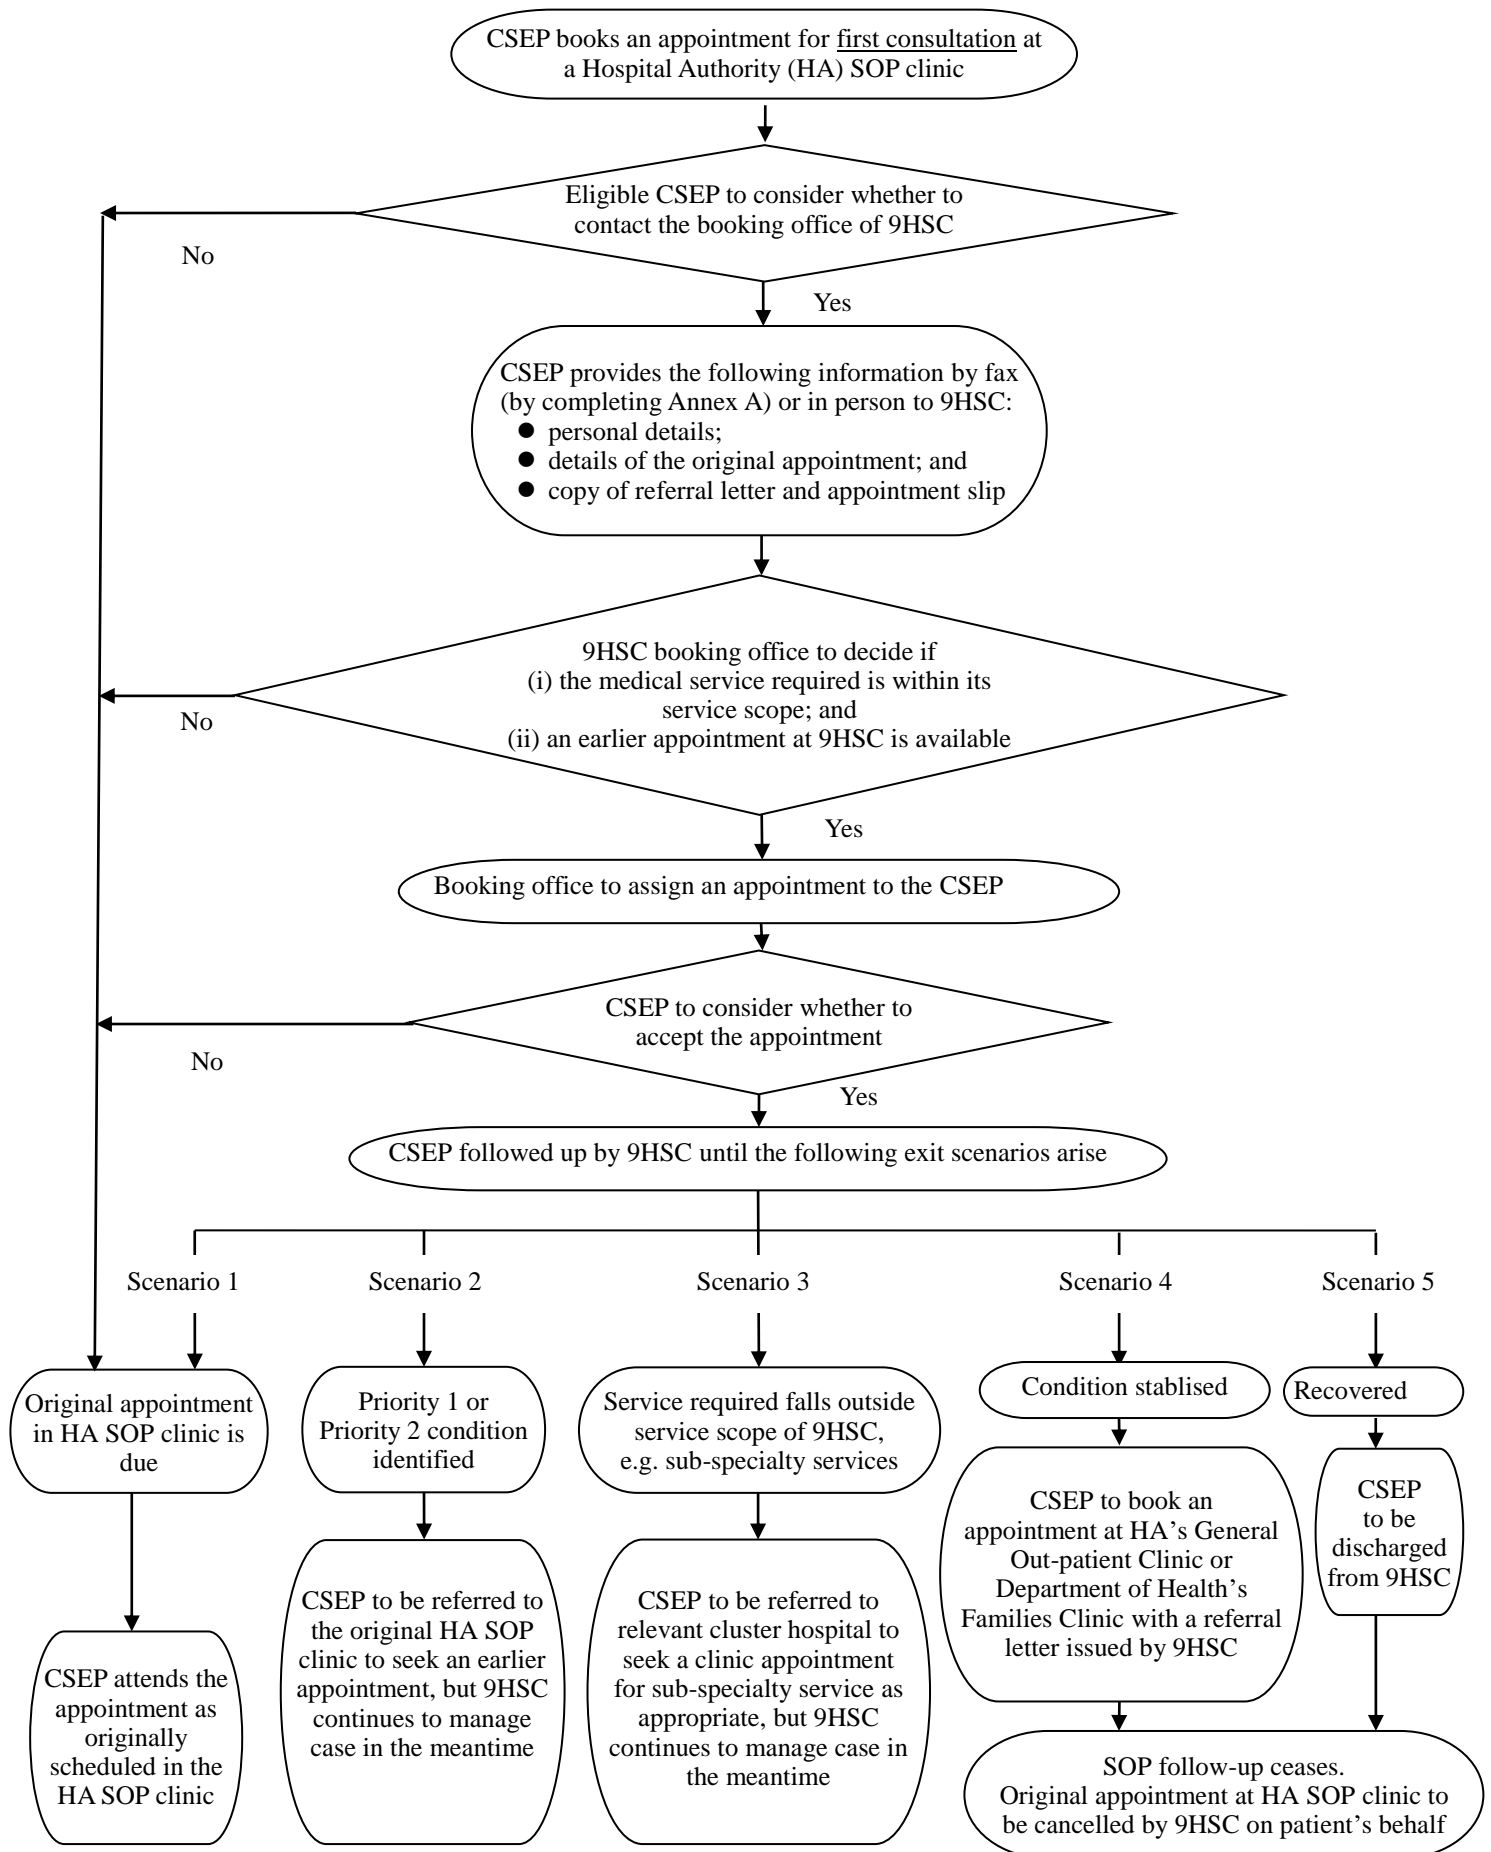 CSEP books an appointment for first consultation at
a Hospital Authority (HA) SOP clinic
Eligible CSEP to consider whether to
contact the booking office of 9HSC
No
Yes
CSEP provides the following information by fax
(by completing Annex A) or in person to 9HSC:
● personal details;
● details of the original appointment; and
● copy of referral letter and appointment slip
9HSC booking office to decide if
(i) the medical service required is within its
service scope; and
(ii) an earlier appointment at 9HSC is available
No
Yes
Booking office to assign an appointment to the CSEP
CSEP to consider whether to
accept the appointment
No
Yes
CSEP followed up by 9HSC until the following exit scenarios arise
Scenario 1
Scenario 2
Scenario 3
Scenario 4
Scenario 5
Original appointment
in HA SOP clinic is
due
Priority 1 or
Priority 2 condition
identified
Service required falls outside
service scope of 9HSC,
e.g. sub-specialty services
Condition stablised
Recovered
CSEP attends the
appointment as
originally
scheduled in the
HA SOP clinic
CSEP to be referred to
the original HA SOP
clinic to seek an earlier
appointment, but 9HSC
continues to manage
case in the meantime
CSEP to be referred to
relevant cluster hospital to
seek a clinic appointment
for sub-specialty service as
appropriate, but 9HSC
continues to manage case in
the meantime
CSEP to book an
appointment at HA's General
Out-patient Clinic or
Department of Health's
Families Clinic with a referral
letter issued by 9HSC
CSEP
to be
discharged
from 9HSC
SOP follow-up ceases.
Original appointment at HA SOP clinic to
be cancelled by 9HSC on patient's behalf